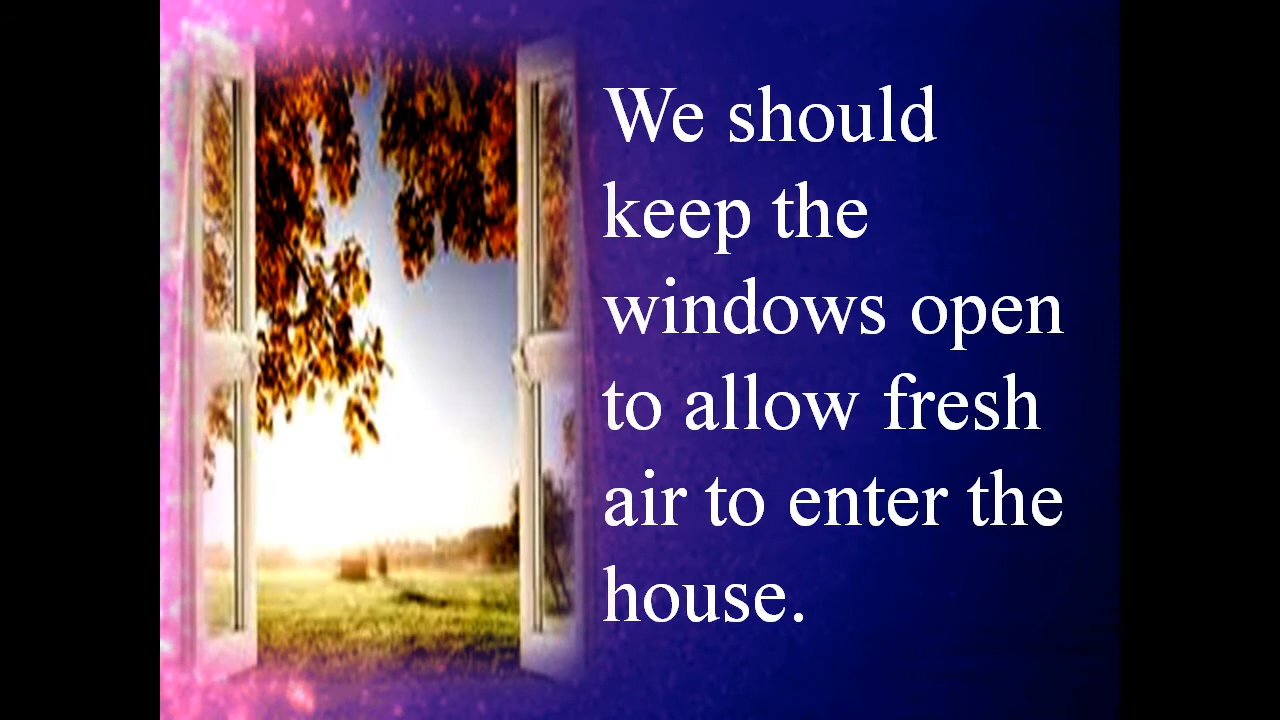 We should
keep the
windows open
to allow fresh
air to enter the
house.